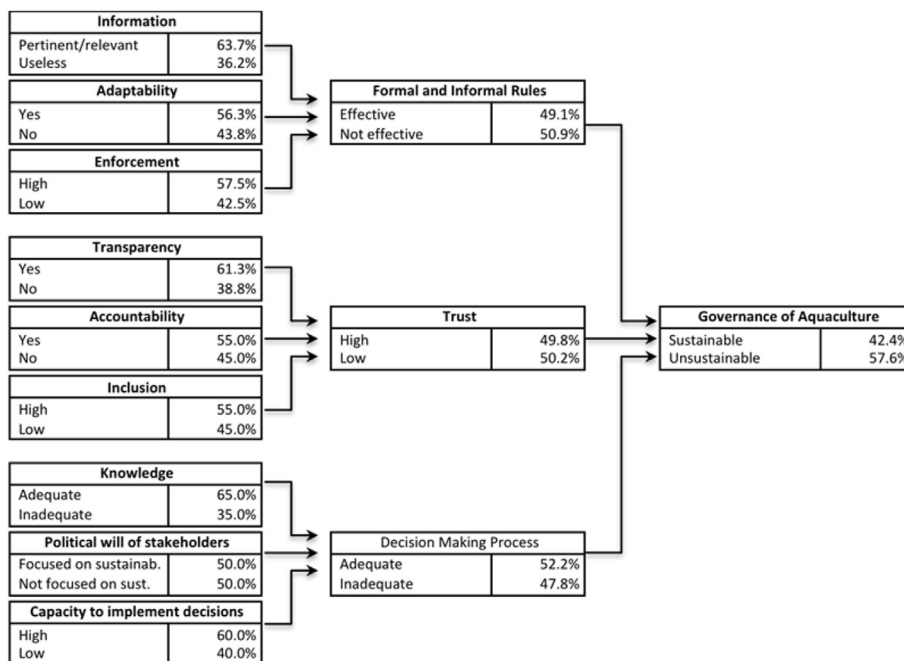 Information
Pertinent/relevant 63.7%
Useless 36.2%
Adaptability
Yes 56.3%
No 43.8%
Enforcement
High 57.5%
Low 42.5%
Formal and Informal Rules
Effective 49.1%
Not effective 50.9%
Transparency
Yes 61.3%
No 38.8%
Accountability
Yes 55.0%
No 45.0%
Inclusion
High 55.0%
Low 45.0%
Trust
High 49.8%
Low 50.2%
Governance of Aquaculture
Sustainable 42.4%
Unsustainable 57.6%
Knowledge
Adequate 65.0%
Inadequate 35.0%
Political will of stakeholders
Focused on sustainab. 50.0%
Not focused on sust. 50.0%
Capacity to implement decisions
High 60.0%
Low 40.0%
Decision Making Process
Adequate 52.2%
Inadequate 47.8%